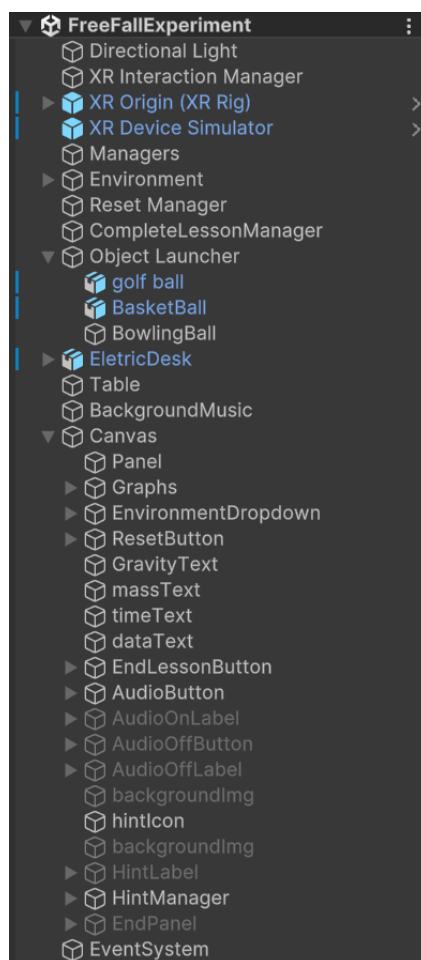 FreeFallExperiment
Directional Light
XR Interaction Manager
XR Origin (XR Rig)
XR Device Simulator
Managers
Environment
Reset Manager
CompleteLessonManager
Object Launcher
golf ball
BasketBall
BowlingBall
EletricDesk
Table
BackgroundMusic
Canvas
Panel
Graphs
EnvironmentDropdown
ResetButton
GravityText
massText
timeText
dataText
EndLessonButton
AudioButton
AudioOnLabel
AudioOffButton
AudioOffLabel
backgroundImg
hintIcon
backgroundImg
HintLabel
HintManager
EndPanel
EventSystem